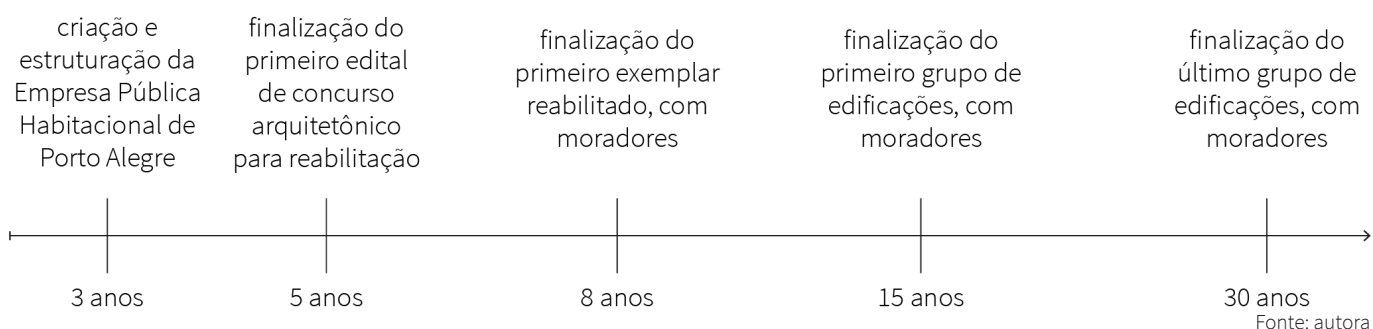 criação e
estruturação da
Empresa Pública
Habitacional de
Porto Alegre
finalização do
primeiro edital
de concurso
arquitetônico
para reabilitação
finalização do
primeiro exemplar
reabilitado, com
moradores
finalização do
primeiro grupo de
edificações, com
moradores
finalização do
último grupo de
edificações, com
moradores
3 anos
5 anos
8 anos
15 anos
30 anos
Fonte: autora